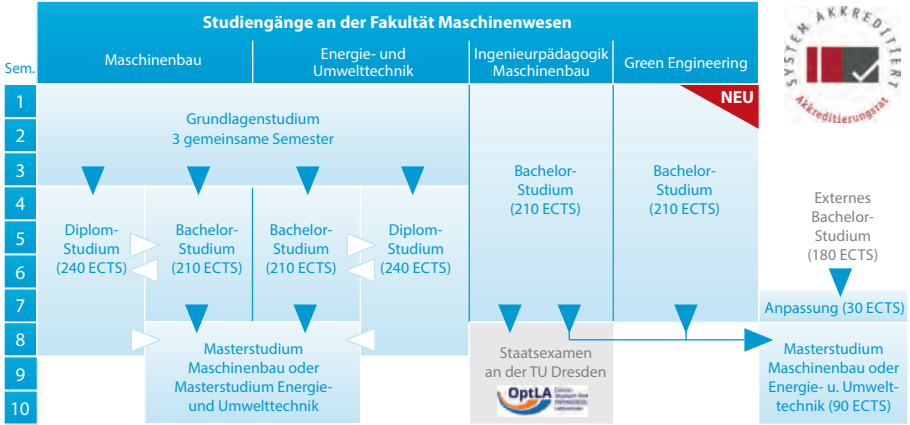 Studiengänge an der Fakultät Maschinenwesen
Sem.
Maschinenbau
Energie- und
Umwelttechnik
Ingenieurpädagogik
Maschinenbau
Green Engineering
SYSTEM AKKREDITIERT
Akkreditierungsrat
NEU
1
2
3
4
5
6
7
8
9
10
Grundlagenstudium
3 gemeinsame Semester
Diplom-
Studium
(240 ECTS)
Bachelor-
Studium
(210 ECTS)
Bachelor-
Studium
(210 ECTS)
Diplom-
Studium
(240 ECTS)
Bachelor-
Studium
(210 ECTS)
Bachelor-
Studium
(210 ECTS)
Externes
Bachelor-
Studium
(180 ECTS)
Anpassung (30 ECTS)
Masterstudium
Maschinenbau oder
Masterstudium Energie-
und Umwelttechnik
Staatsexamen
an der TU Dresden
OptLA
Masterstudium
Maschinenbau oder
Energie- u. Umwelt-
technik (90 ECTS)